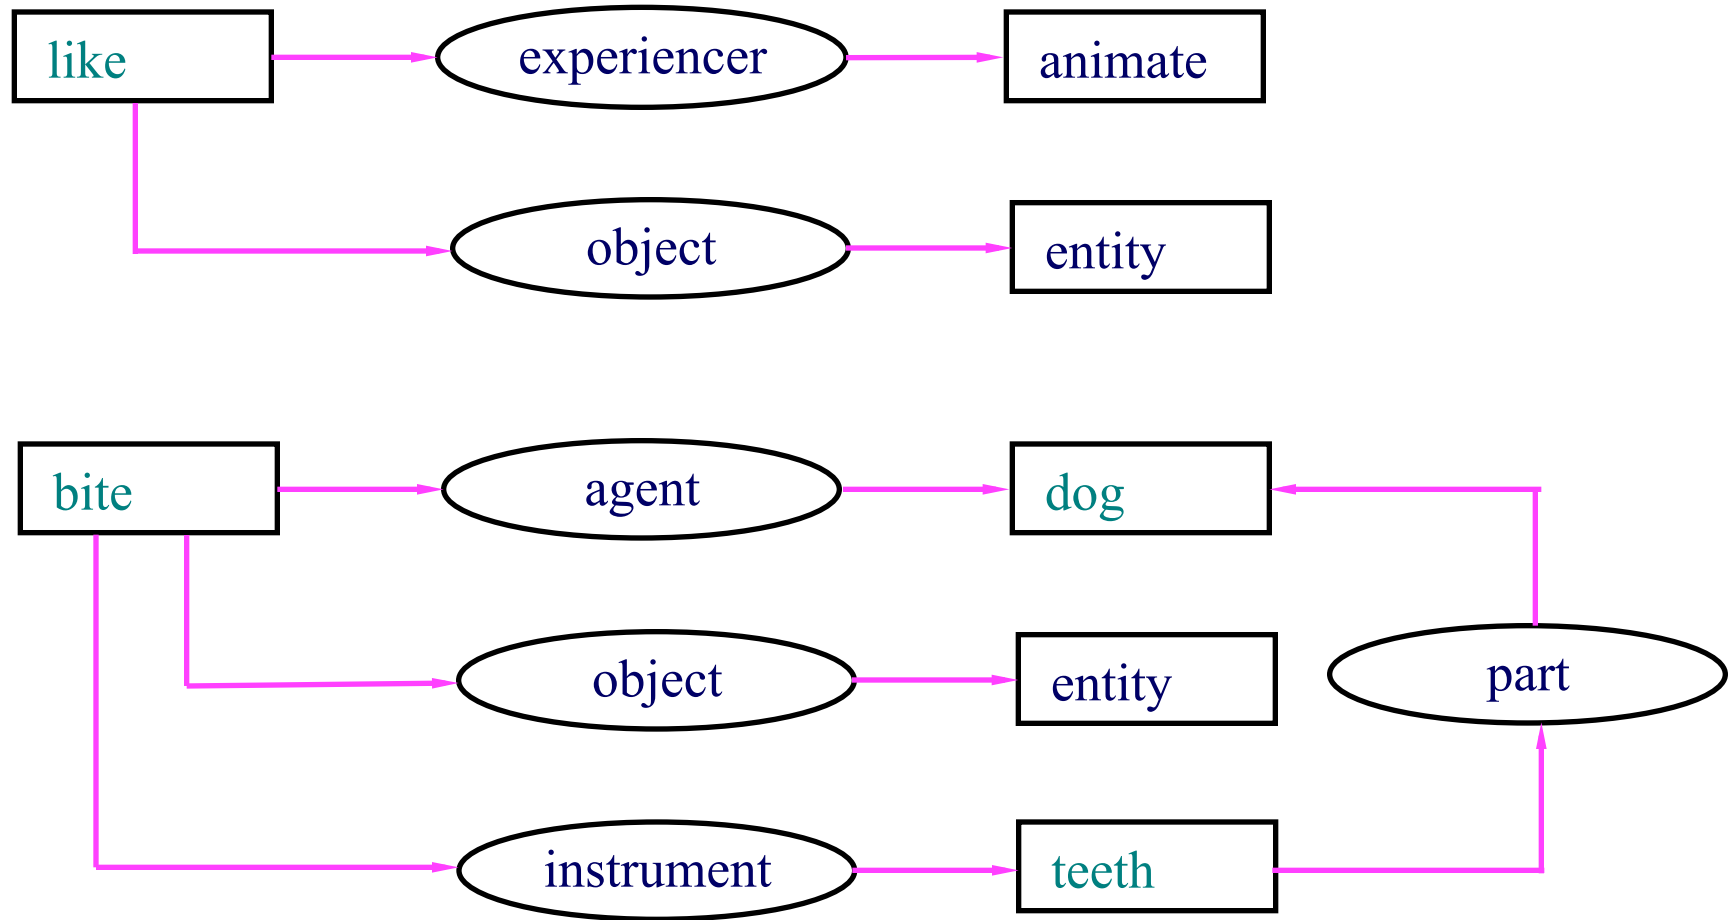 like
experiencer
animate
object
entity
bite
agent
dog
object
entity
part
instrument
teeth